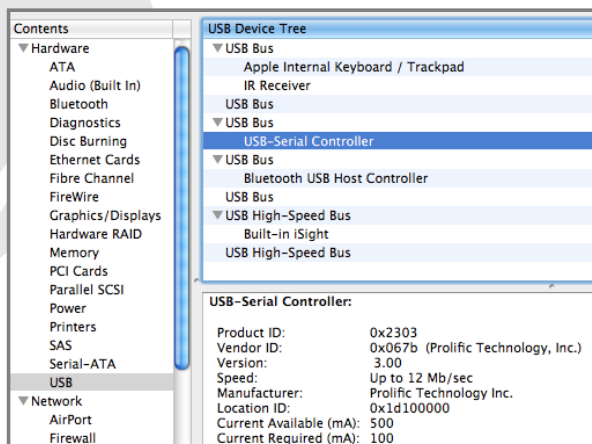 Contents
Hardware
ATA
Audio (Built In)
Bluetooth
Diagnostics
Disc Burning
Ethernet Cards
Fibre Channel
FireWire
Graphics/Displays
Hardware RAID
Memory
PCI Cards
Parallel SCSI
Power
Printers
SAS
Serial-ATA
USB
Network
AirPort
Firewall
USB Device Tree
USB Bus
Apple Internal Keyboard / Trackpad
IR Receiver
USB Bus
USB Bus
USB-Serial Controller
USB Bus
Bluetooth USB Host Controller
USB Bus
USB High-Speed Bus
Built-in iSight
USB High-Speed Bus
USB-Serial Controller:
Product ID: 0x2303
Vendor ID: 0x067b (Prolific Technology, Inc.)
Version: 3.00
Speed: Up to 12 Mb/sec
Manufacturer: Prolific Technology Inc.
Location ID: 0x1d100000
Current Available (mA): 500
Current Required (mA): 100